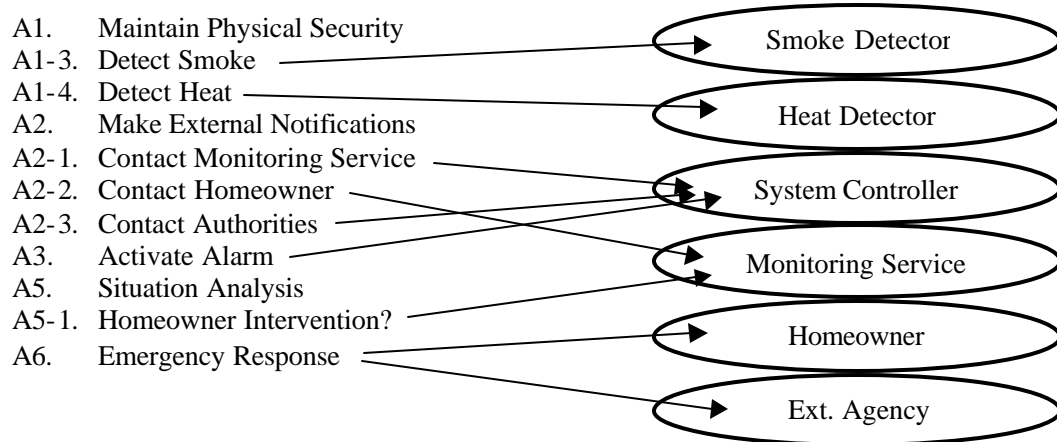 A1. Maintain Physical Security
A1-3. Detect Smoke
A1-4. Detect Heat
A2. Make External Notifications
A2-1. Contact Monitoring Service
A2-2. Contact Homeowner
A2-3. Contact Authorities
A3. Activate Alarm
A5. Situation Analysis
A5-1. Homeowner Intervention?
A6. Emergency Response
Smoke Detector
Heat Detector
System Controller
Monitoring Service
Homeowner
Ext. Agency